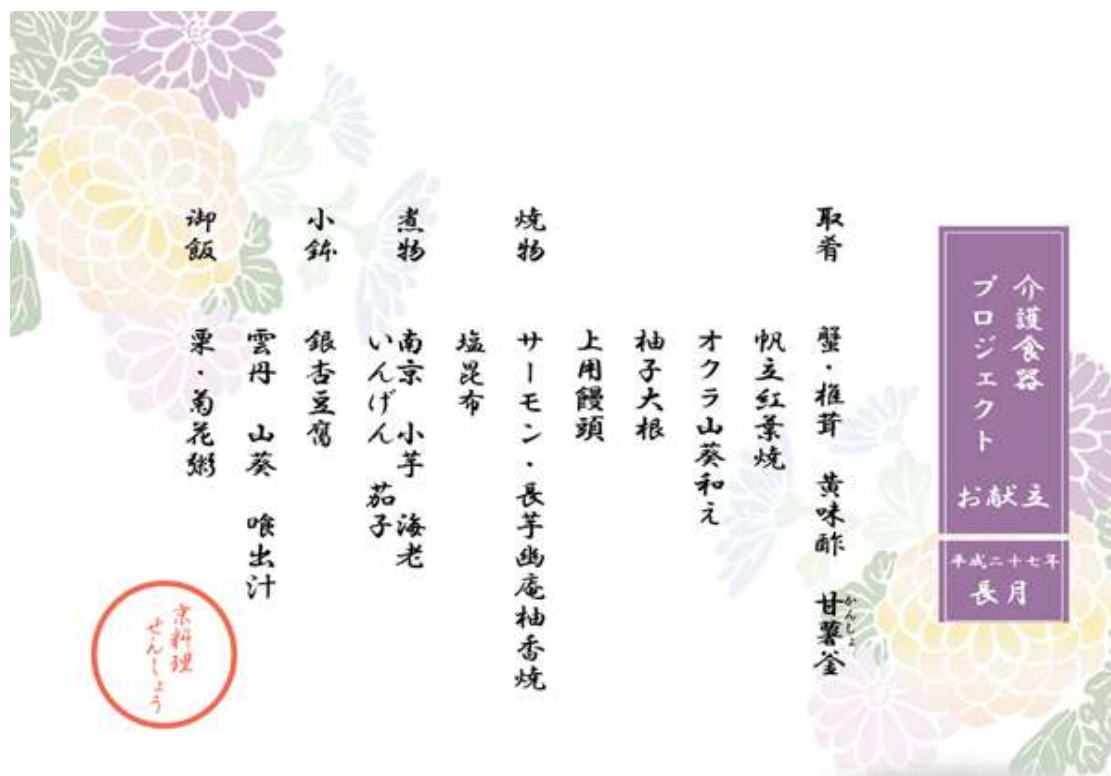 介護食器
プロジェクト
お献立
平成二十七年
長月
取肴 蟹・椎茸 黄味酢 甘薯釜
かんしょ
帆立紅葉焼
オクラ山葵和え
柚子大根
上用饅頭
焼物 サーモン・長芋幽庵柚香焼
塩昆布
煮物 南京 小芋 海老
いんげん 茄子
小鉢 銀杏豆腐
雲丹 山葵 喰出汁
御飯 栗・菊花粥
京料理
せんしょう